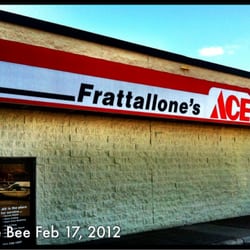 Frattallone's ACE
Bee Feb 17, 2012